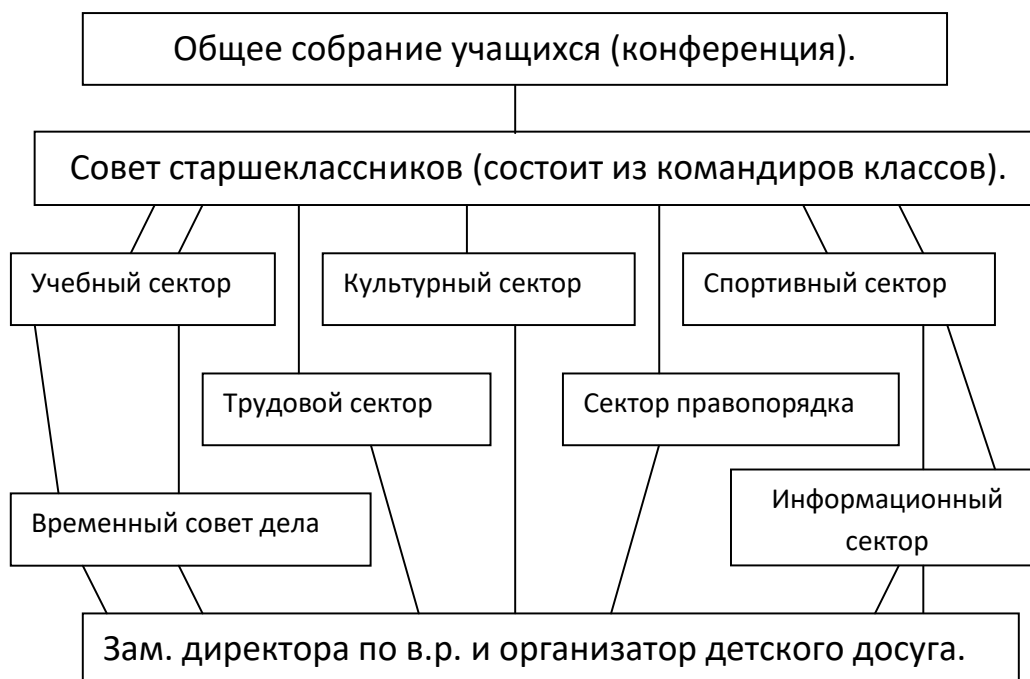 Общее собрание учащихся (конференция).
Совет старшеклассников (состоит из командиров классов).
Учебный сектор
Культурный сектор
Спортивный сектор
Трудовой сектор
Сектор правопорядка
Временный совет дела
Информационный
сектор
Зам. директора по в.р. и организатор детского досуга.